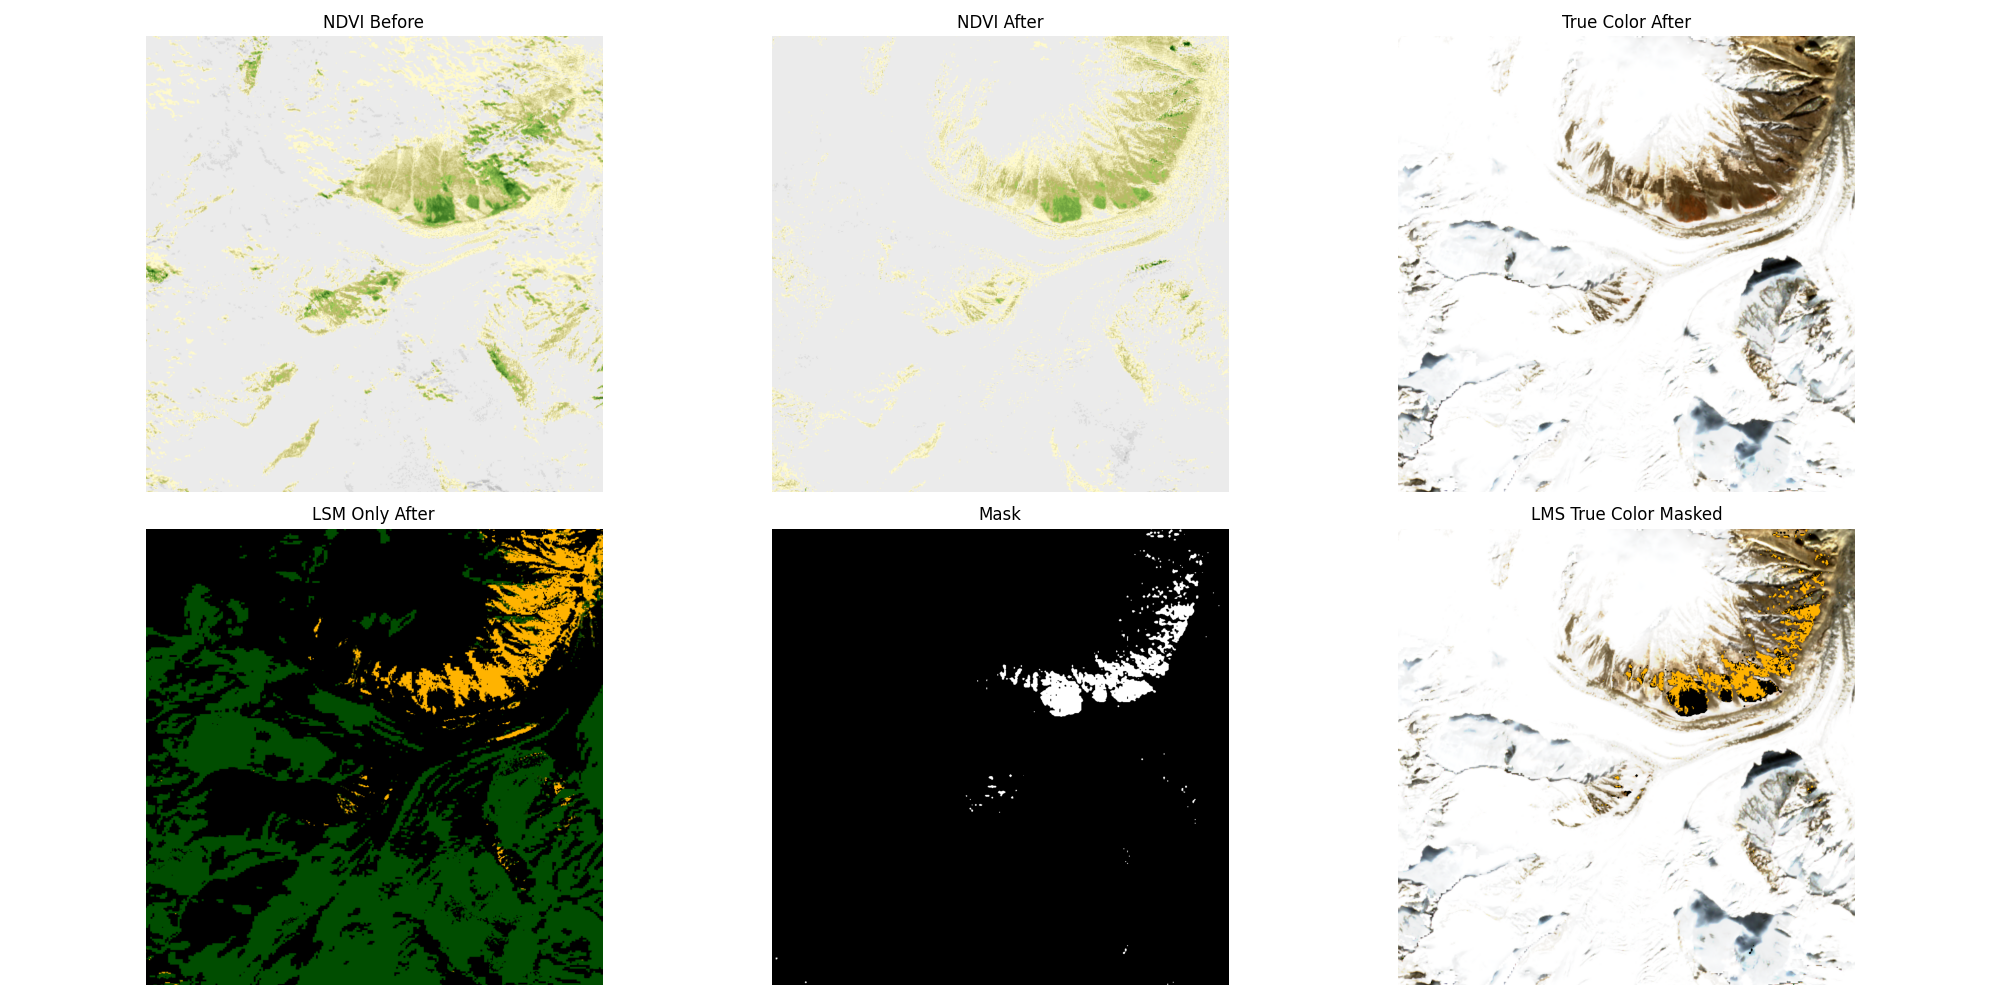 NDVI Before
NDVI After
True Color After
LSM Only After
Mask
LMS True Color Masked